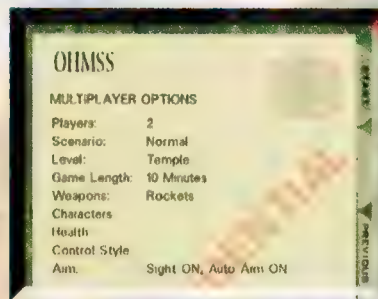 OHMSS
MULTIPLAYER OPTIONS
Players: 2
Scenario: Normal
Level: Temple
Game Length: 10 Minutes
Weapons: Rockets
Characters
Health
Control Style
Aim: Sight ON, Auto Aim ON
PREVIOUS